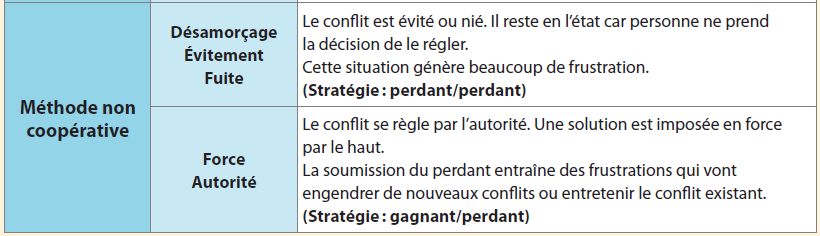 Méthode non
coopérative
Désamorçage
Évitement
Fuite
Le conflit est évité ou nié. Il reste en l’état car personne ne prend
la décision de le régler.
Cette situation génère beaucoup de frustration.
(Stratégie : perdant/perdant)
Force
Autorité
Le conflit se règle par l’autorité. Une solution est imposée en force
par le haut.
La soumission du perdant entraîne des frustrations qui vont
engendrer de nouveaux conflits ou entretenir le conflit existant.
(Stratégie : gagnant/perdant)